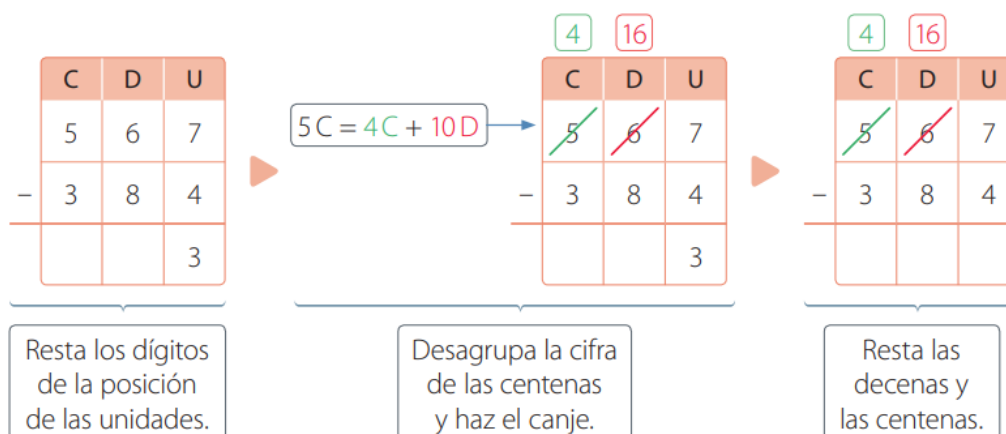 C D U
5 6 7
– 3 8 4
3
Resta los dígitos
de la posición
de las unidades.
5 C = 4 C + 10 D
4 16
C D U
5 6 7
– 3 8 4
3
Desagrupa la cifra
de las centenas
y haz el canje.
4 16
C D U
5 6 7
– 3 8 4
Resta las
decenas y
las centenas.